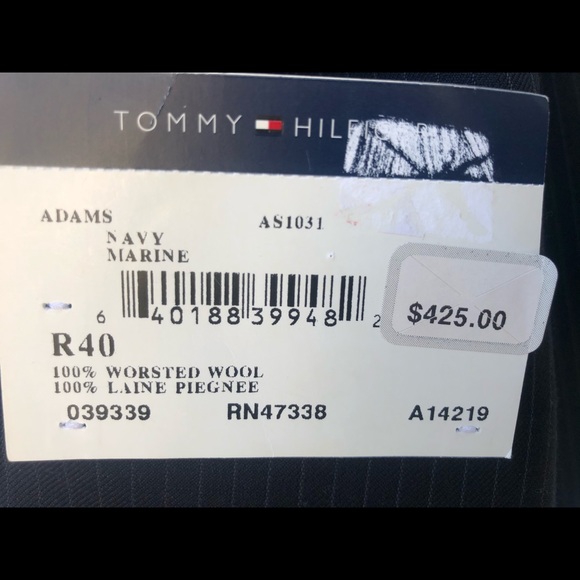 TOMMY HILFIGER
ADAMS
AS1031
NAVY
MARINE
6 40188 39948 2
$425.00
R40
100% WORSTED WOOL
100% LAINE PIEGNEE
039339 RN47338 A14219